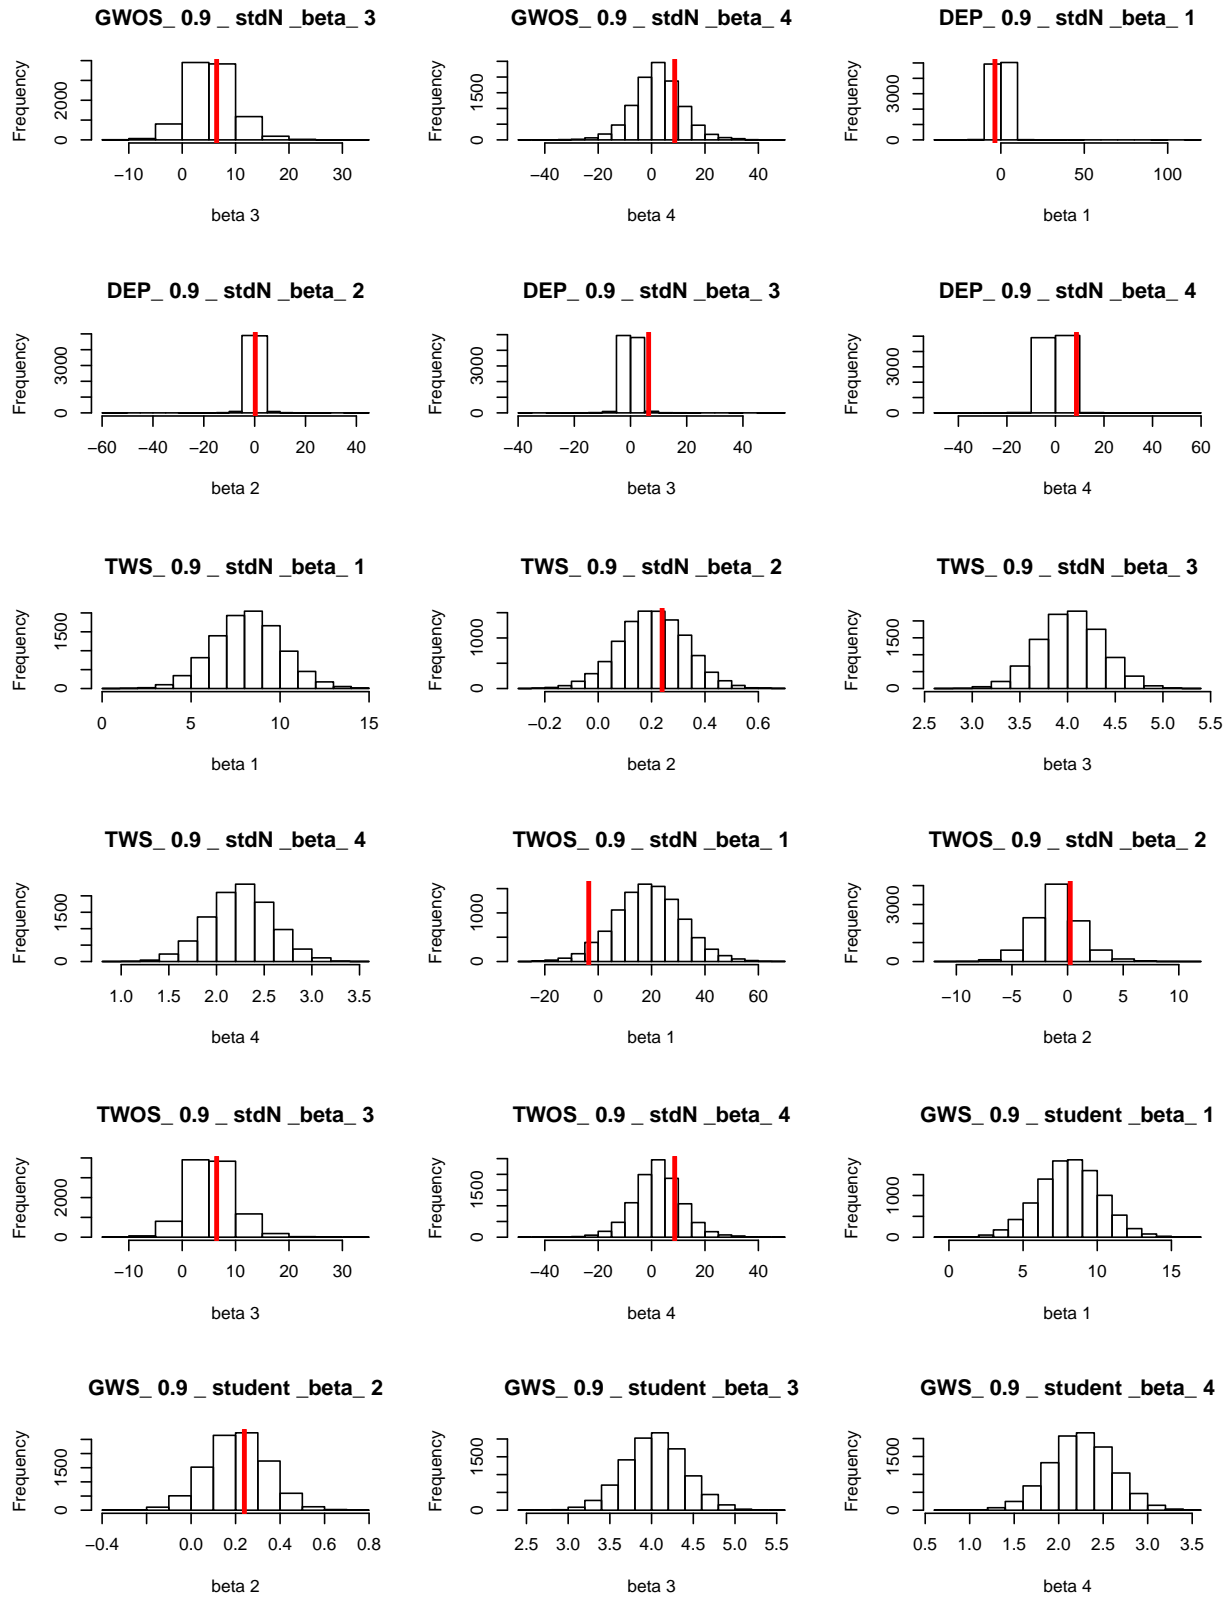 GWOS_ 0.9 _ stdN _beta_ 3
Frequency
0 2000
−10 0 10 20 30
beta 3
GWOS_ 0.9 _ stdN _beta_ 4
Frequency
0 1500
−40 −20 0 20 40
beta 4
DEP_ 0.9 _ stdN _beta_ 1
Frequency
0 3000
0 50 100
beta 1
DEP_ 0.9 _ stdN _beta_ 2
Frequency
0 3000
−60 −40 −20 0 20 40
beta 2
DEP_ 0.9 _ stdN _beta_ 3
Frequency
0 3000
−40 −20 0 20 40
beta 3
DEP_ 0.9 _ stdN _beta_ 4
Frequency
0 3000
−40 −20 0 20 40 60
beta 4
TWS_ 0.9 _ stdN _beta_ 1
Frequency
0 1500
0 5 10 15
beta 1
TWS_ 0.9 _ stdN _beta_ 2
Frequency
0 1000
−0.2 0.0 0.2 0.4 0.6
beta 2
TWS_ 0.9 _ stdN _beta_ 3
Frequency
0 1500
2.5 3.0 3.5 4.0 4.5 5.0 5.5
beta 3
TWS_ 0.9 _ stdN _beta_ 4
Frequency
0 1500
1.0 1.5 2.0 2.5 3.0 3.5
beta 4
TWOS_ 0.9 _ stdN _beta_ 1
Frequency
0 1000
−20 0 20 40 60
beta 1
TWOS_ 0.9 _ stdN _beta_ 2
Frequency
0 3000
−10 −5 0 5 10
beta 2
TWOS_ 0.9 _ stdN _beta_ 3
Frequency
0 2000
−10 0 10 20 30
beta 3
TWOS_ 0.9 _ stdN _beta_ 4
Frequency
0 1500
−40 −20 0 20 40
beta 4
GWS_ 0.9 _ student _beta_ 1
Frequency
0 1000
0 5 10 15
beta 1
GWS_ 0.9 _ student _beta_ 2
Frequency
0 1500
−0.4 0.0 0.2 0.4 0.6 0.8
beta 2
GWS_ 0.9 _ student _beta_ 3
Frequency
0 1500
2.5 3.0 3.5 4.0 4.5 5.0 5.5
beta 3
GWS_ 0.9 _ student _beta_ 4
Frequency
0 1500
0.5 1.0 1.5 2.0 2.5 3.0 3.5
beta 4